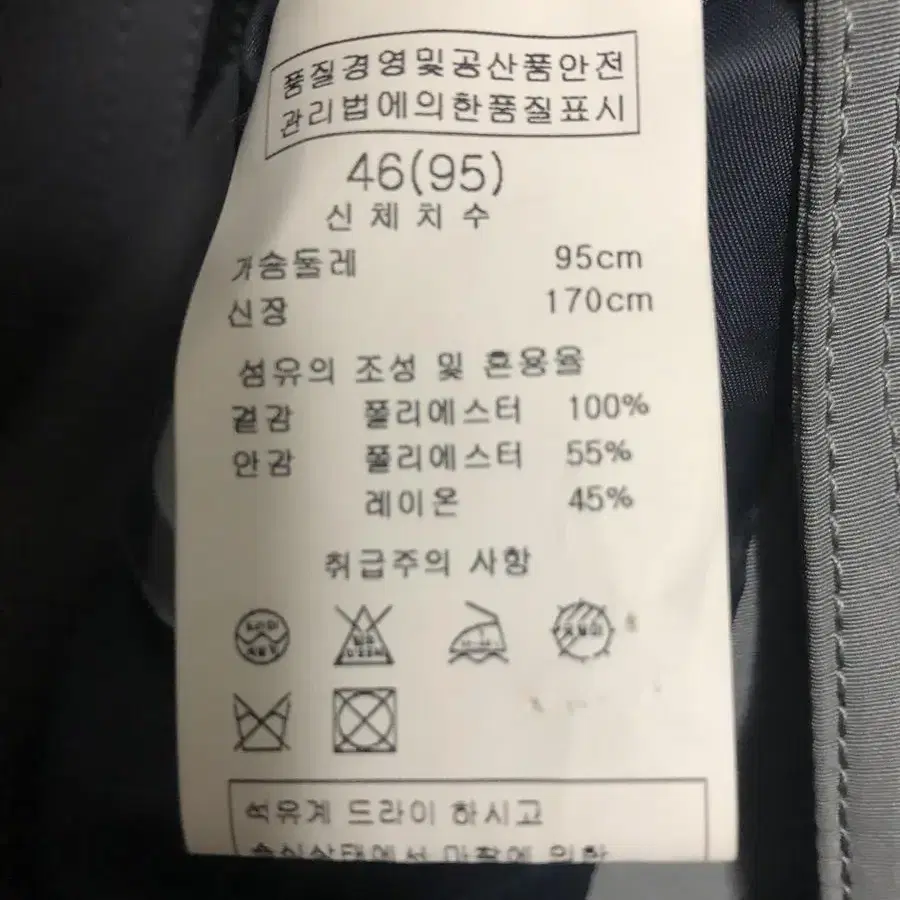 품질경영및공산품안전
관리법에의한품질표시
46(95)
신체치수
가슴둘레 95cm
신장 170cm
섬유의 조성 및 혼용율
겉감 폴리에스터 100%
안감 폴리에스터 55%
레이온 45%
취급주의 사항
석유계 드라이 하시고